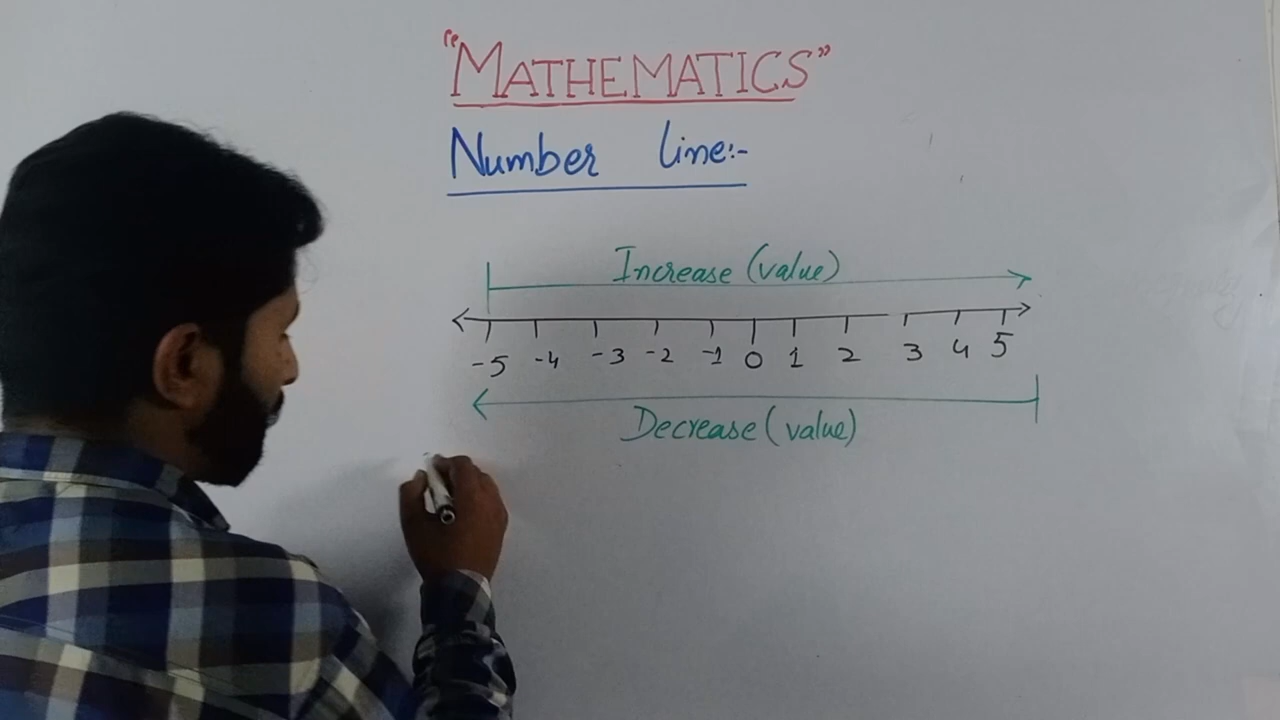 "MATHEMATICS"
Number line:-
Increase (value)
-5 -4 -3 -2 -1 0 1 2 3 4 5
Decrease (value)